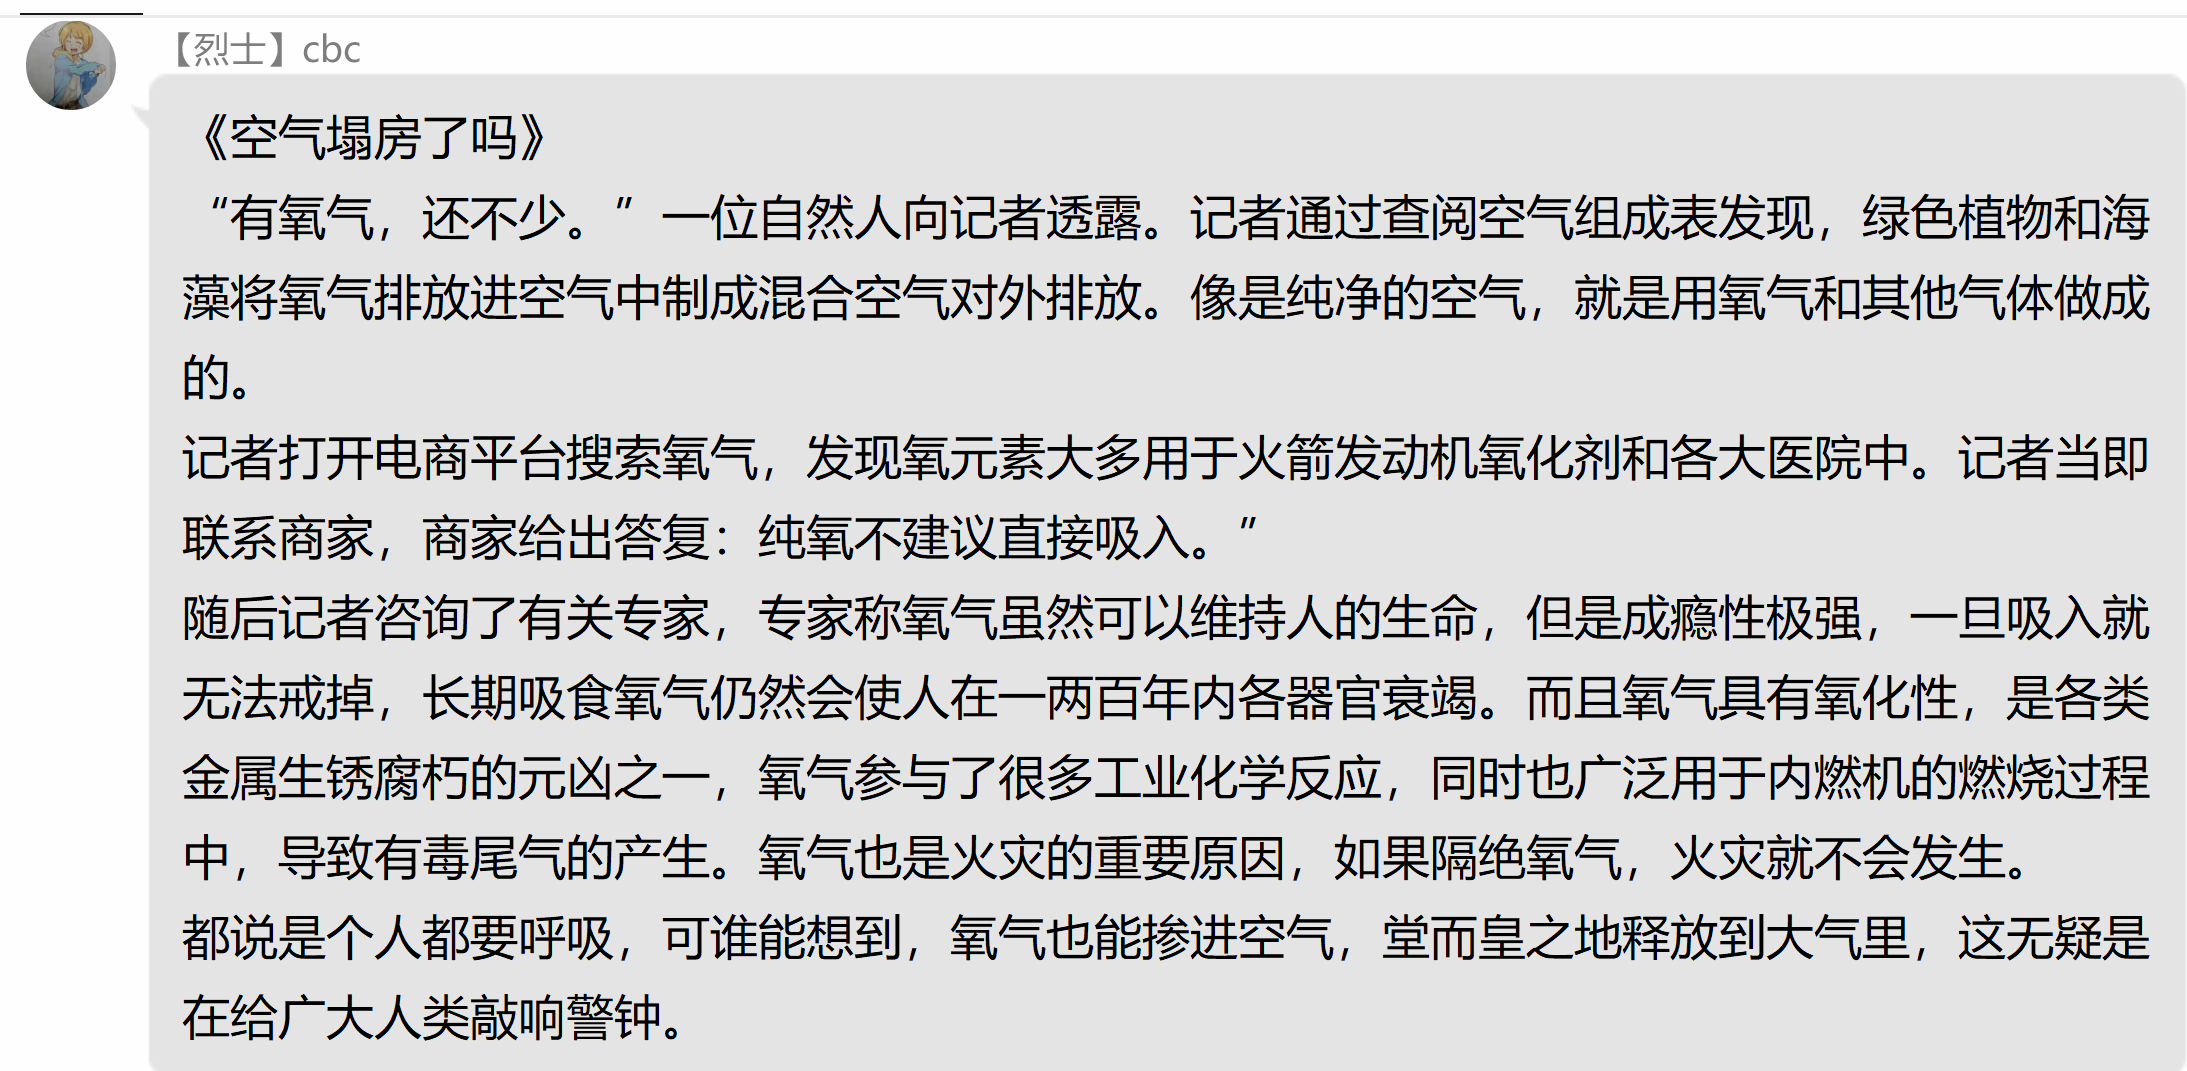 【烈士】cbc
《空气塌房了吗》
“有氧气，还不少。”一位自然人向记者透露。记者通过查阅空气组成表发现，绿色植物和海
藻将氧气排放进空气中制成混合空气对外排放。像是纯净的空气，就是用氧气和其他气体做成
的。
记者打开电商平台搜索氧气，发现氧元素大多用于火箭发动机氧化剂和各大医院中。记者当即
联系商家，商家给出答复：纯氧不建议直接吸入。”
随后记者咨询了有关专家，专家称氧气虽然可以维持人的生命，但是成瘾性极强，一旦吸入就
无法戒掉，长期吸食氧气仍然会使人在一两百年内各器官衰竭。而且氧气具有氧化性，是各类
金属生锈腐朽的元凶之一，氧气参与了很多工业化学反应，同时也广泛用于内燃机的燃烧过程
中，导致有毒尾气的产生。氧气也是火灾的重要原因，如果隔绝氧气，火灾就不会发生。
都说是个人都要呼吸，可谁能想到，氧气也能掺进空气，堂而皇之地释放到大气里，这无疑是
在给广大人类敲响警钟。